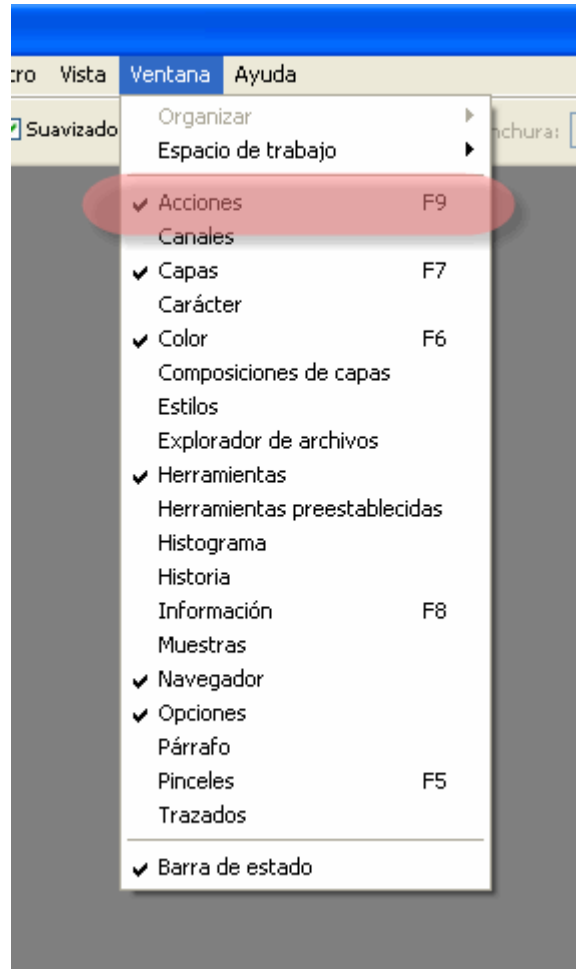 Vista Ventana Ayuda
Suavizado
Organizar
Espacio de trabajo
Acciones F9
Canales
Capas F7
Carácter
Color F6
Composiciones de capas
Estilos
Explorador de archivos
Herramientas
Herramientas preestablecidas
Histograma
Historia
Información F8
Muestras
Navegador
Opciones
Párrafo
Pinceles F5
Trazados
Barra de estado